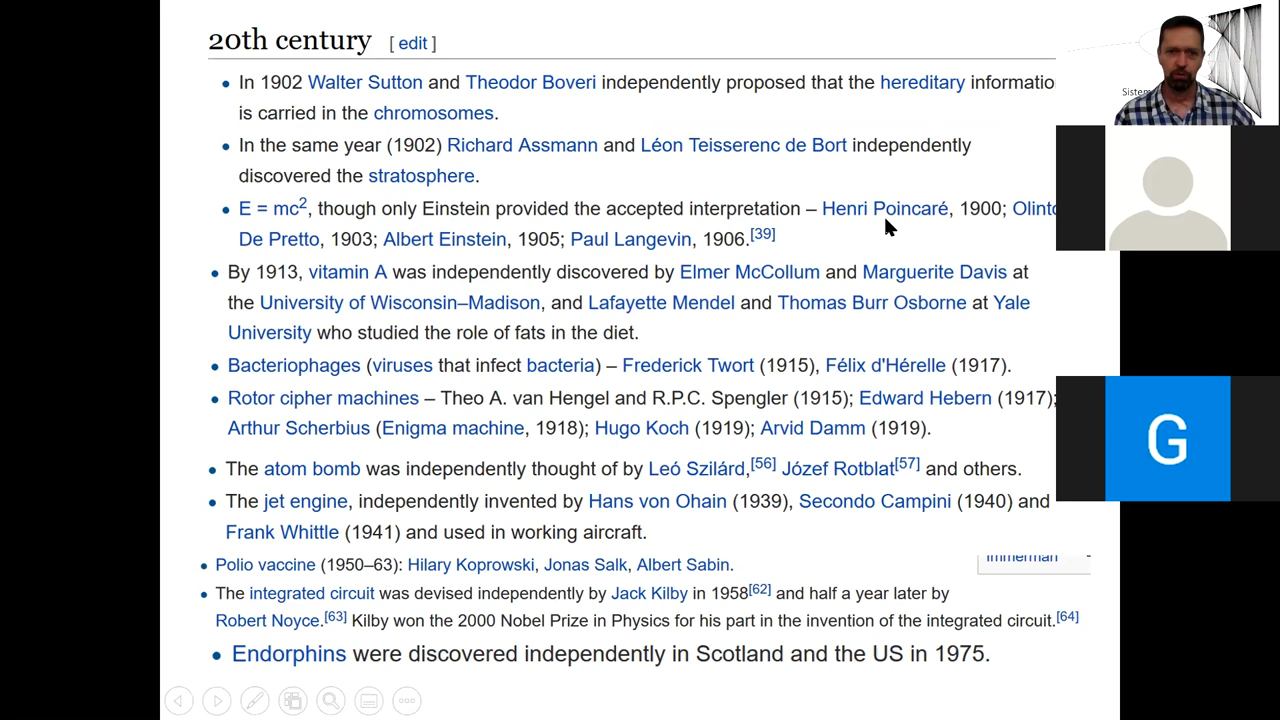 20th century [ edit ]
• In 1902 Walter Sutton and Theodor Boveri independently proposed that the hereditary informatio
is carried in the chromosomes.
• In the same year (1902) Richard Assmann and Léon Teisserenc de Bort independently
discovered the stratosphere.
• E = mc², though only Einstein provided the accepted interpretation – Henri Poincaré, 1900; Olinto
De Pretto, 1903; Albert Einstein, 1905; Paul Langevin, 1906.[39]
• By 1913, vitamin A was independently discovered by Elmer McCollum and Marguerite Davis at
the University of Wisconsin–Madison, and Lafayette Mendel and Thomas Burr Osborne at Yale
University who studied the role of fats in the diet.
• Bacteriophages (viruses that infect bacteria) – Frederick Twort (1915), Félix d'Hérelle (1917).
• Rotor cipher machines – Theo A. van Hengel and R.P.C. Spengler (1915); Edward Hebern (1917);
Arthur Scherbius (Enigma machine, 1918); Hugo Koch (1919); Arvid Damm (1919).
• The atom bomb was independently thought of by Leó Szilárd,[56] Józef Rotblat[57] and others.
• The jet engine, independently invented by Hans von Ohain (1939), Secondo Campini (1940) and
Frank Whittle (1941) and used in working aircraft.
immerman
• Polio vaccine (1950–63): Hilary Koprowski, Jonas Salk, Albert Sabin.
• The integrated circuit was devised independently by Jack Kilby in 1958[62] and half a year later by
Robert Noyce.[63] Kilby won the 2000 Nobel Prize in Physics for his part in the invention of the integrated circuit.[64]
• Endorphins were discovered independently in Scotland and the US in 1975.
Sistem
G